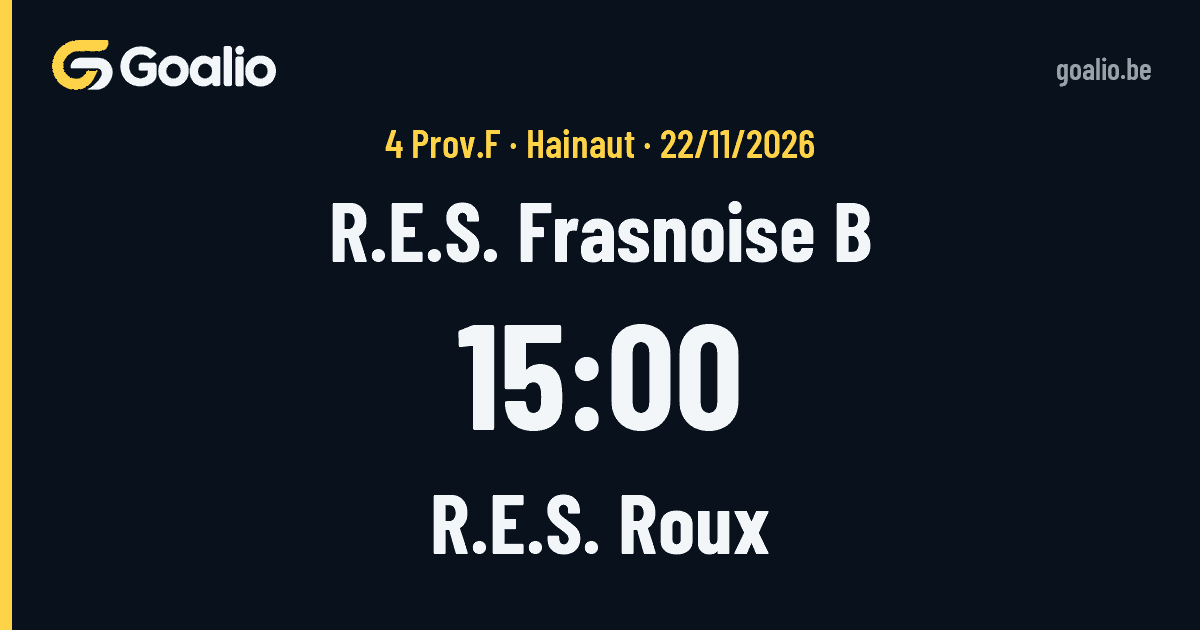 Goalio
goalio.be
4 Prov.F · Hainaut · 22/11/2026
R.E.S. Frasnoise B
15:00
R.E.S. Roux